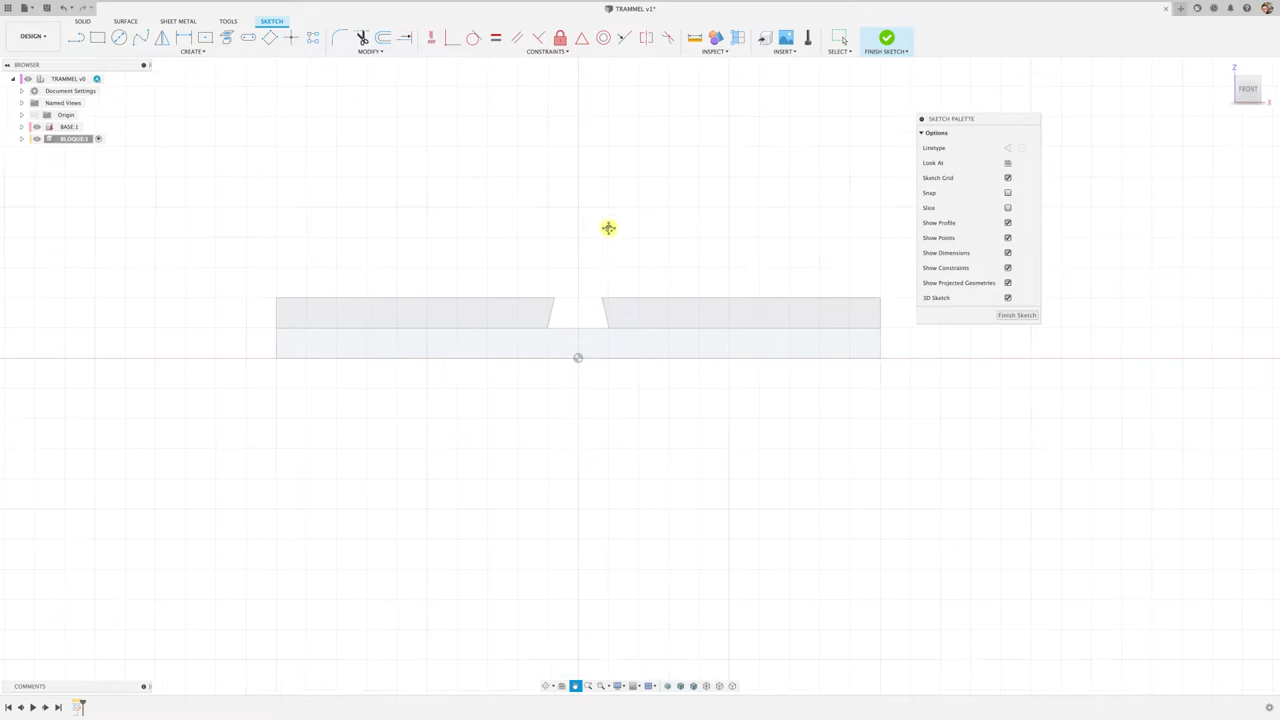 TRAMMEL v1*
DESIGN
SOLID
SURFACE
SHEET METAL
TOOLS
SKETCH
CREATE
MODIFY
CONSTRAINTS
INSPECT
INSERT
SELECT
FINISH SKETCH
BROWSER
TRAMMEL v0
Document Settings
Named Views
Origin
BASE:1
BLOQUE:1
Z
FRONT
X
SKETCH PALETTE
Options
Linetype
Look At
Sketch Grid
Snap
Slice
Show Profile
Show Points
Show Dimensions
Show Constraints
Show Projected Geometries
3D Sketch
Finish Sketch
COMMENTS